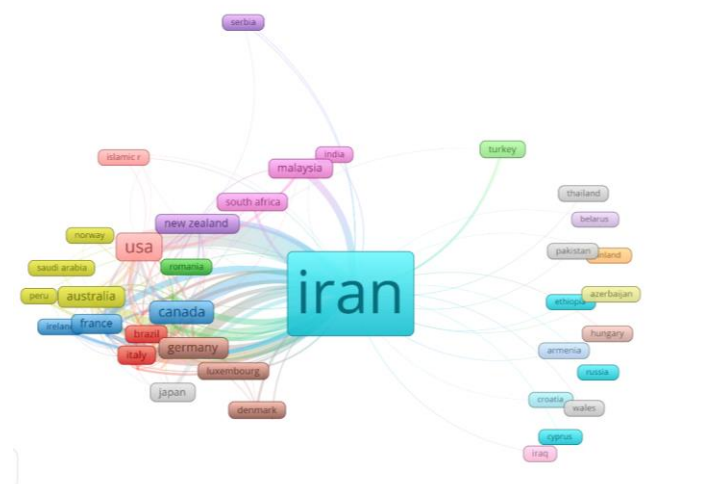 serbia
turkey
india
islamic r
malaysia
thailand
south africa
belarus
new zealand
norway
usa
pakistan
inland
romania
saudi arabia
iran
peru
australia
ethiopia
azerbaijan
canada
ireland
france
brazil
hungary
germany
italy
armenia
luxembourg
russia
japan
croatia
wales
denmark
cyprus
iraq